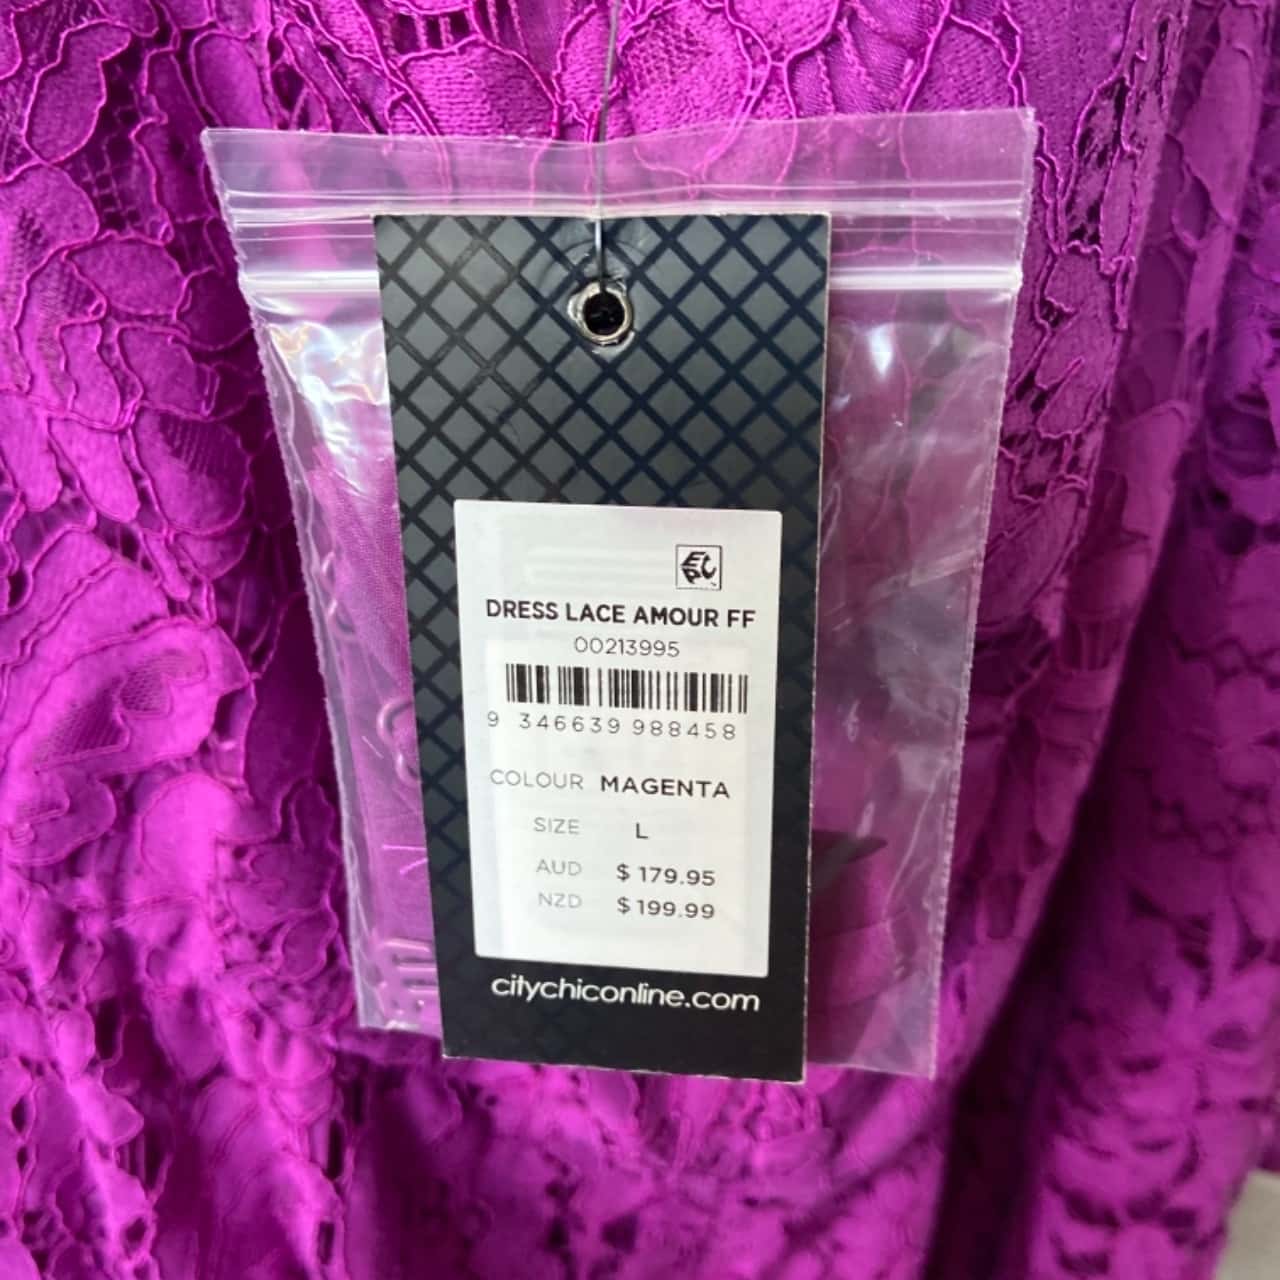 DRESS LACE AMOUR FF
00213995
9 346639 988458
COLOUR MAGENTA
SIZE L
AUD $ 179.95
NZD $ 199.99
citychiconline.com